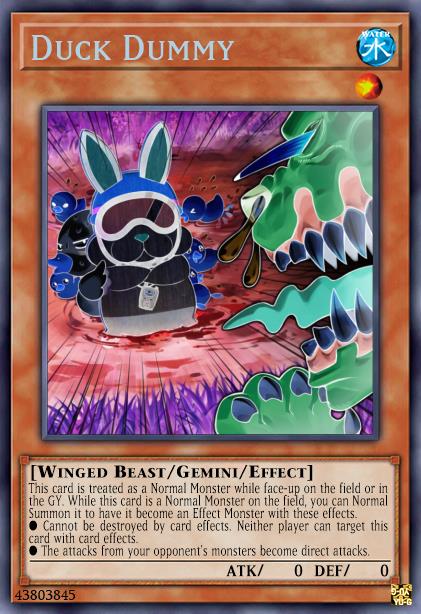 Duck Dummy
WATER
水
[Winged Beast/Gemini/Effect]
This card is treated as a Normal Monster while face-up on the field or in
the GY. While this card is a Normal Monster on the field, you can Normal
Summon it to have it become an Effect Monster with these effects.
● Cannot be destroyed by card effects. Neither player can target this
card with card effects.
● The attacks from your opponent's monsters become direct attacks.
ATK/ 0 DEF/ 0
43803845